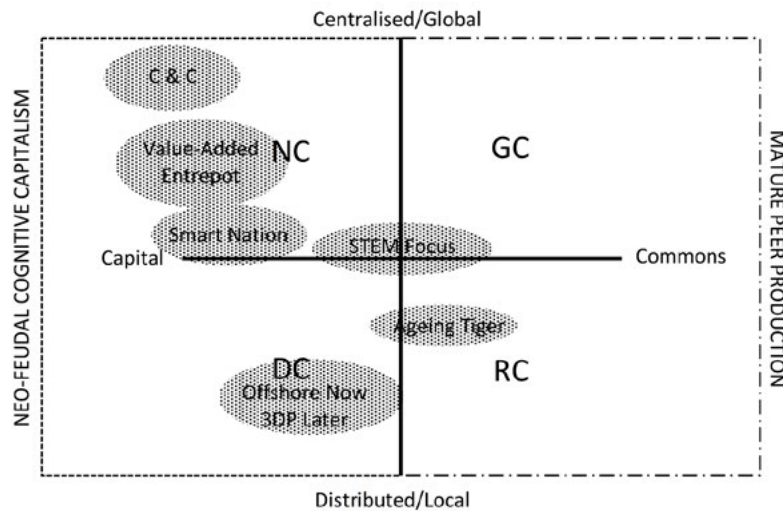 Centralised/Global
C & C
NEO-FEUDAL COGNITIVE CAPITALISM
MATURE PEER PRODUCTION
Value-Added
Entrepot
NC
GC
Smart Nation
STEM Focus
Capital
Commons
Ageing Tiger
DC
RC
Offshore Now
3DP Later
Distributed/Local